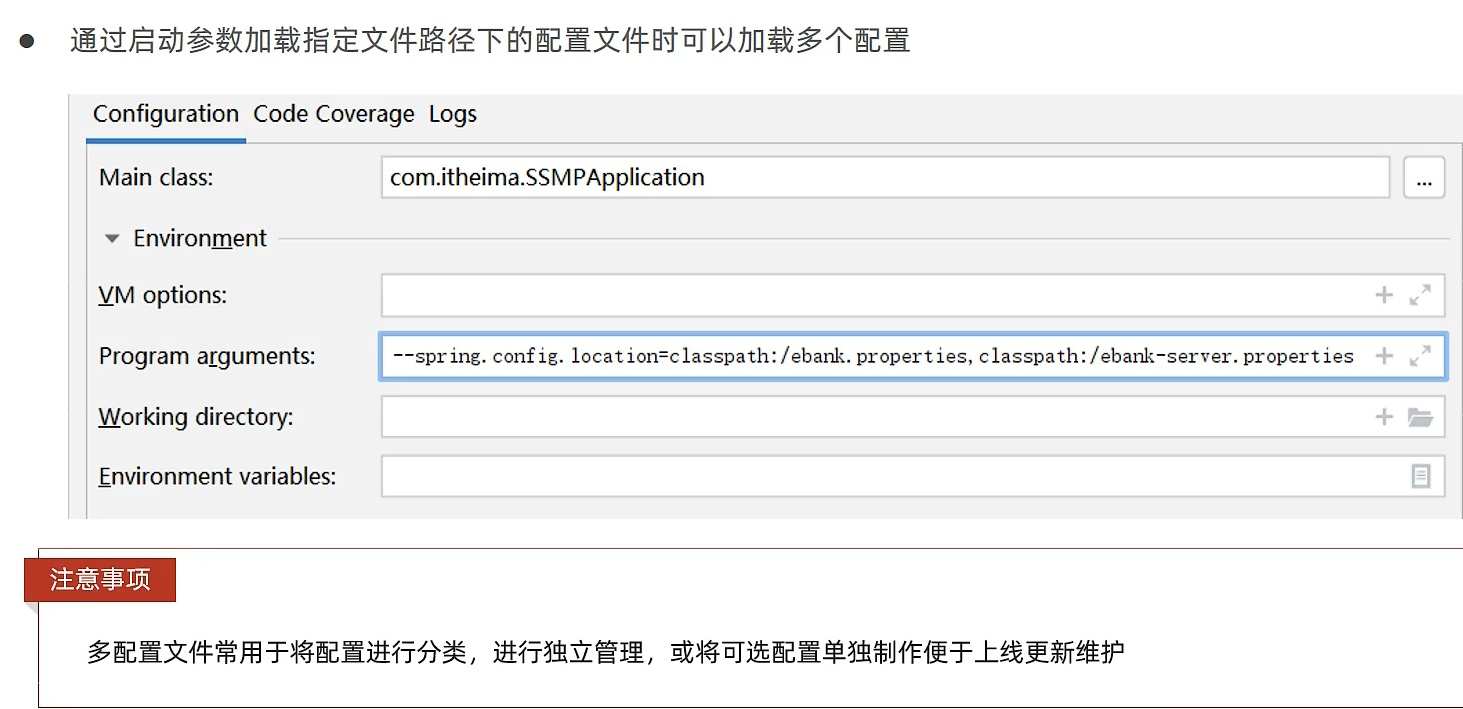 通过启动参数加载指定文件路径下的配置文件时可以加载多个配置
Configuration Code Coverage Logs
Main class: com.itheima.SSMPApplication ...
Environment
VM options:
Program arguments: --spring.config.location=classpath:/ebank.properties,classpath:/ebank-server.properties
Working directory:
Environment variables:
注意事项
多配置文件常用于将配置进行分类，进行独立管理，或将可选配置单独制作便于上线更新维护